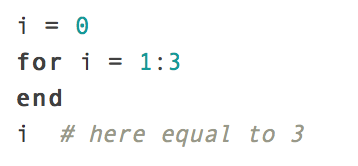 i = 0
for i = 1:3
end
i  # here equal to 3